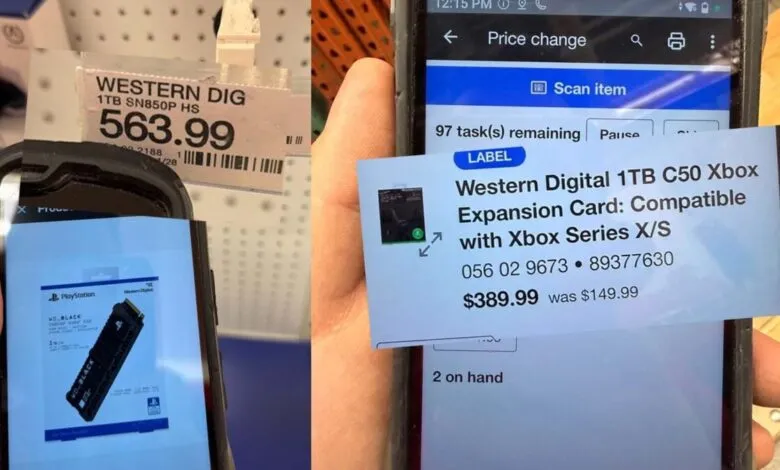 WESTERN DIG
1TB SN850P HS
563.99
PlayStation
Western Digital
WD_BLACK
WD_BLACK
12:15 PM
Price change
Scan item
97 task(s) remaining
Pause
LABEL
Western Digital 1TB C50 Xbox
Expansion Card: Compatible
with Xbox Series X/S
056 02 9673 • 89377630
$389.99 was $149.99
2 on hand